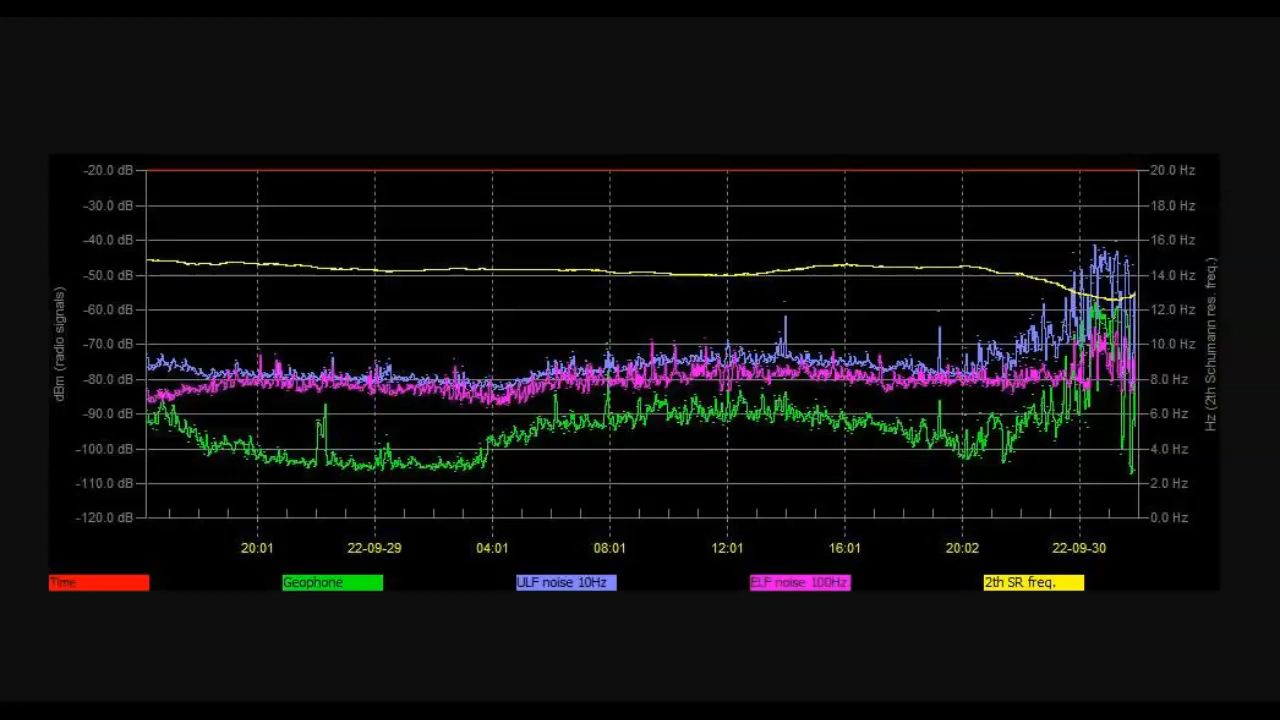 -20.0 dB 20.0 Hz
-30.0 dB 18.0 Hz
-40.0 dB 16.0 Hz
-50.0 dB 14.0 Hz
-60.0 dB 12.0 Hz
-70.0 dB 10.0 Hz
-80.0 dB 8.0 Hz
-90.0 dB 6.0 Hz
-100.0 dB 4.0 Hz
-110.0 dB 2.0 Hz
-120.0 dB 0.0 Hz
dBm (radio signals)
Hz (2th Schumann res. freq.)
20:01 22-09-29 04:01 08:01 12:01 16:01 20:02 22-09-30
Time Geophone ULF noise 10Hz ELF noise 100Hz 2th SR freq.